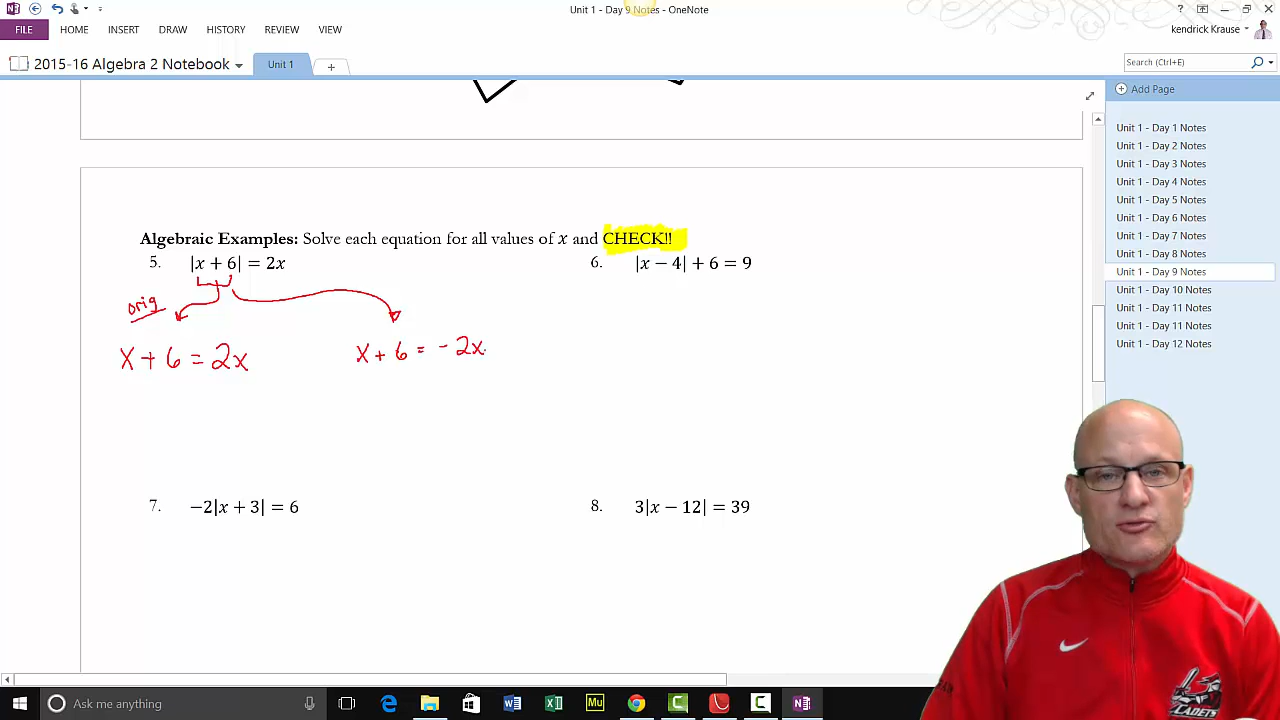 Unit 1 - Day 9 Notes - OneNote
FILE HOME INSERT DRAW HISTORY REVIEW VIEW
kendrick Krause
2015-16 Algebra 2 Notebook
Unit 1
Search (Ctrl+E)
Add Page
Unit 1 - Day 1 Notes
Unit 1 - Day 2 Notes
Unit 1 - Day 3 Notes
Unit 1 - Day 4 Notes
Unit 1 - Day 5 Notes
Unit 1 - Day 6 Notes
Unit 1 - Day 7 Notes
Unit 1 - Day 8 Notes
Unit 1 - Day 9 Notes
Unit 1 - Day 10 Notes
Unit 1 - Day 11 Notes
Unit 1 - Day 11 Notes
Unit 1 - Day 12 Notes
Algebraic Examples: Solve each equation for all values of x and CHECK!!
5. |x + 6| = 2x
6. |x − 4| + 6 = 9
orig
x + 6 = 2x
x + 6 = - 2x
7. −2|x + 3| = 6
8. 3|x − 12| = 39
CADETS
Ask me anything
Mu